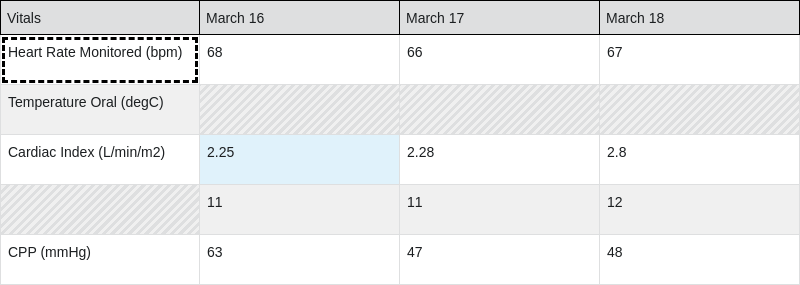 Vitals March 16 March 17 March 18
Heart Rate Monitored (bpm) 68 66 67
Temperature Oral (degC)
Cardiac Index (L/min/m2) 2.25 2.28 2.8
11 11 12
CPP (mmHg) 63 47 48